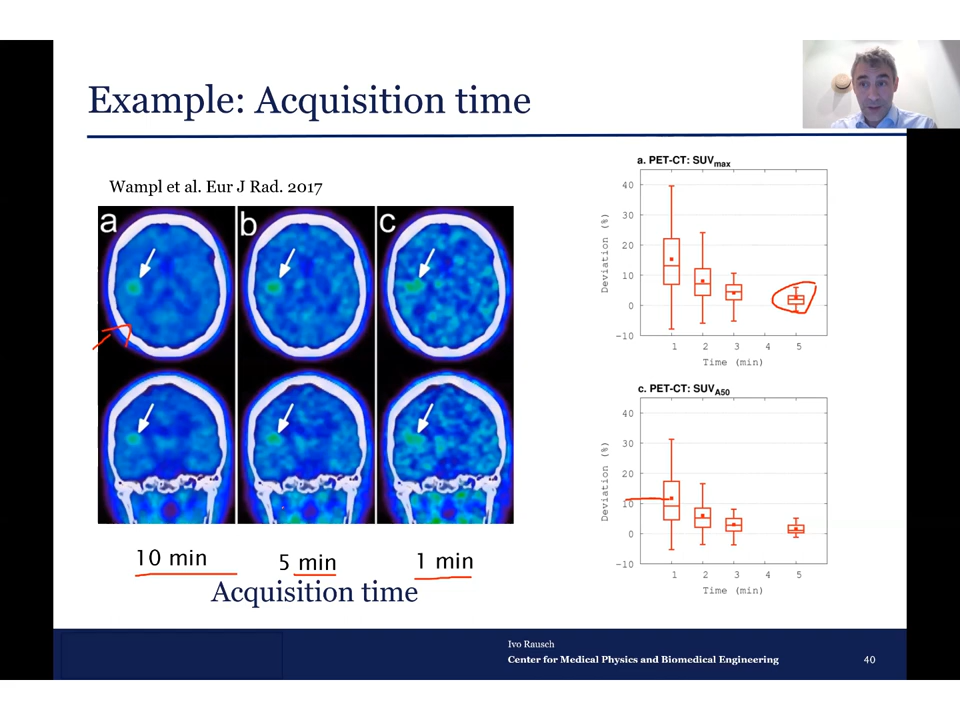 Example: Acquisition time
Wampl et al. Eur J Rad. 2017
a
b
c
10 min
5 min
1 min
Acquisition time
a. PET-CT: SUVmax
Deviation (%)
40
30
20
10
0
-10
1 2 3 4 5
Time (min)
c. PET-CT: SUVA50
Deviation (%)
40
30
20
10
0
-10
1 2 3 4 5
Time (min)
Ivo Rausch
Center for Medical Physics and Biomedical Engineering
40